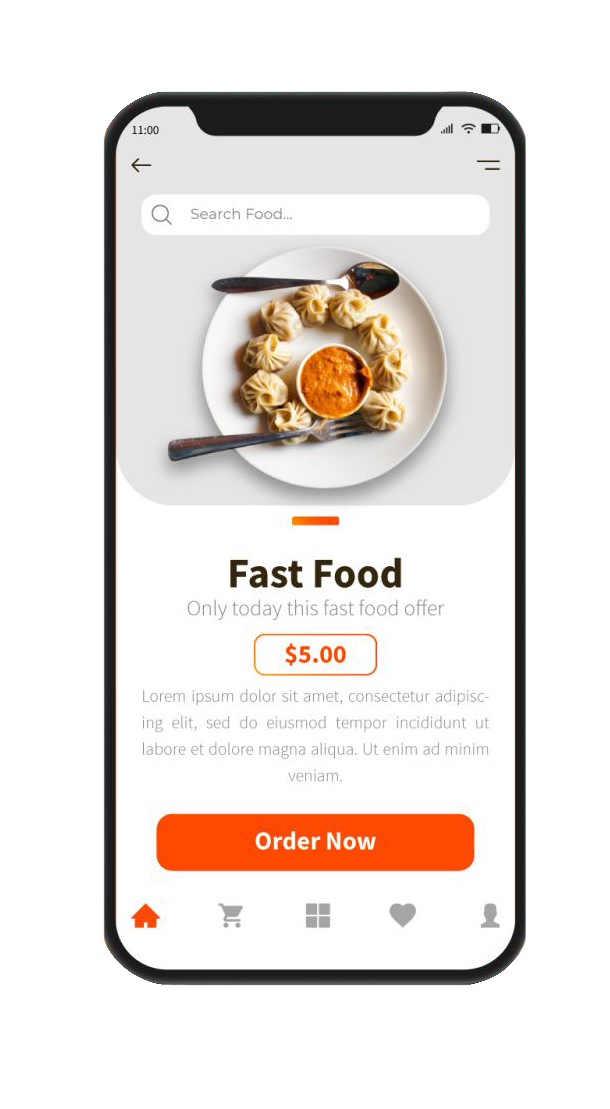 11:00
Search Food...
Fast Food
Only today this fast food offer
$5.00
Lorem ipsum dolor sit amet, consectetur adipisc-
ing elit, sed do eiusmod tempor incididunt ut
labore et dolore magna aliqua. Ut enim ad minim
veniam.
Order Now